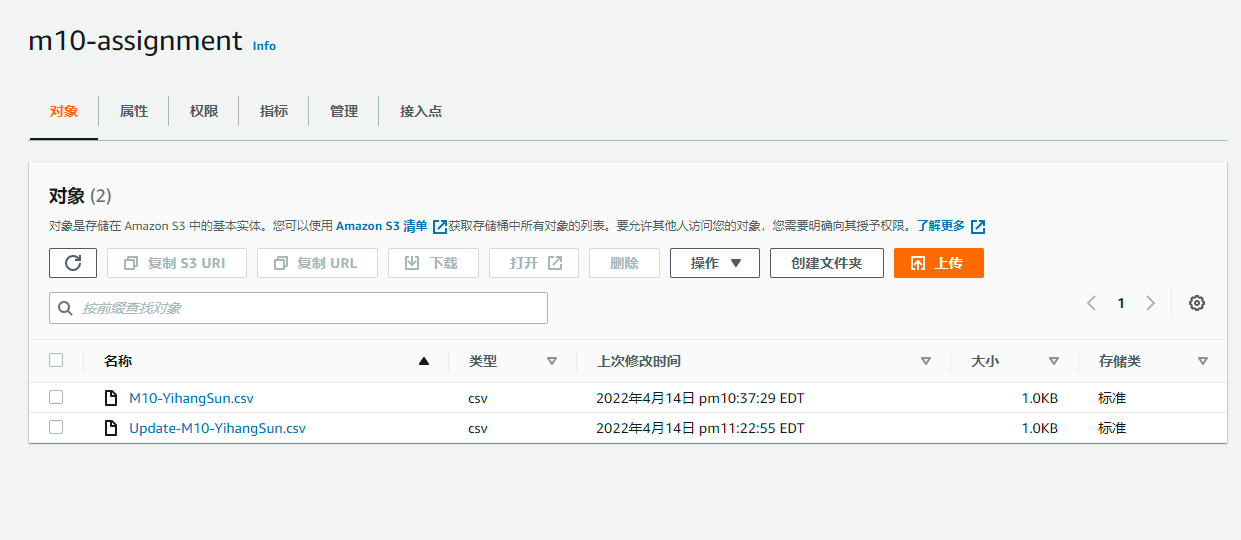 m10-assignment Info
对象 属性 权限 指标 管理 接入点
对象 (2)
对象是存储在 Amazon S3 中的基本实体。您可以使用 Amazon S3 清单 获取存储桶中所有对象的列表。要允许其他人访问您的对象，您需要明确向其授予权限。了解更多
复制 S3 URI 复制 URL 下载 打开 删除 操作 创建文件夹 上传
按前缀查找对象 1
名称 类型 上次修改时间 大小 存储类
M10-YihangSun.csv csv 2022年4月14日 pm10:37:29 EDT 1.0KB 标准
Update-M10-YihangSun.csv csv 2022年4月14日 pm11:22:55 EDT 1.0KB 标准